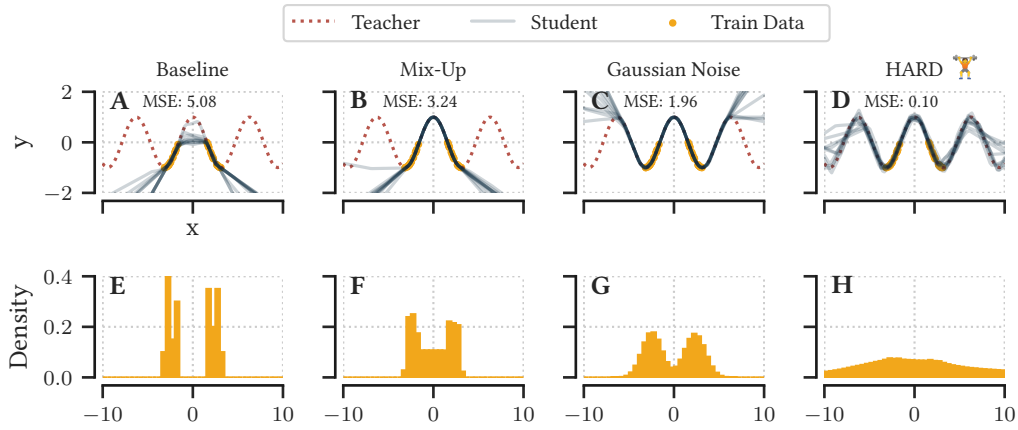 Teacher Student Train Data
Baseline Mix-Up Gaussian Noise HARD
A MSE: 5.08 B MSE: 3.24 C MSE: 1.96 D MSE: 0.10
2
y 0
−2
x
0.4 E F G H
Density 0.2
0.0
−10 0 10 −10 0 10 −10 0 10 −10 0 10